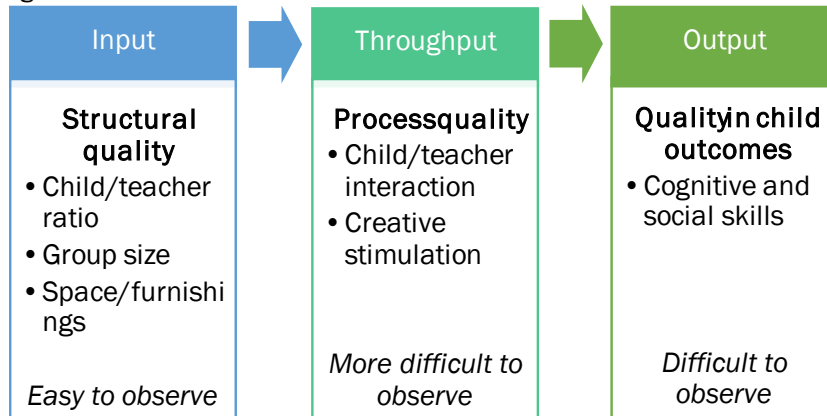 Input
Structural
quality
• Child/teacher
ratio
• Group size
• Space/furnishi
ngs
Easy to observe
Throughput
Processquality
• Child/teacher
interaction
• Creative
stimulation
More difficult to
observe
Output
Qualityin child
outcomes
• Cognitive and
social skills
Difficult to
observe